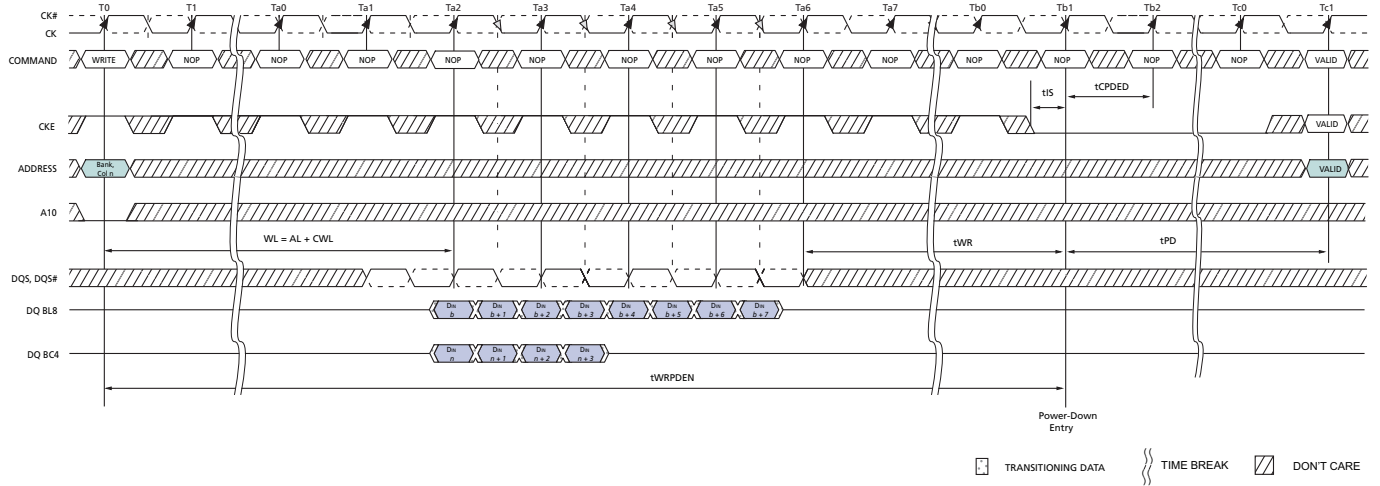 T0 T1 Ta0 Ta1 Ta2 Ta3 Ta4 Ta5 Ta6 Ta7 Tb0 Tb1 Tb2 Tc0 Tc1
CK#
CK
COMMAND WRITE NOP NOP NOP NOP NOP NOP NOP NOP NOP NOP NOP NOP NOP VALID
tIS tCPDED
CKE VALID
ADDRESS Bank, Col n VALID
A10
WL = AL + CWL tWR tPD
DQS, DQS#
DQ BL8 DIN b DIN b + 1 DIN b + 2 DIN b + 3 DIN b + 4 DIN b + 5 DIN b + 6 DIN b + 7
DQ BC4 DIN n DIN n + 1 DIN n + 2 DIN n + 3
tWRPDEN
Power-Down
Entry
TRANSITIONING DATA TIME BREAK DON'T CARE